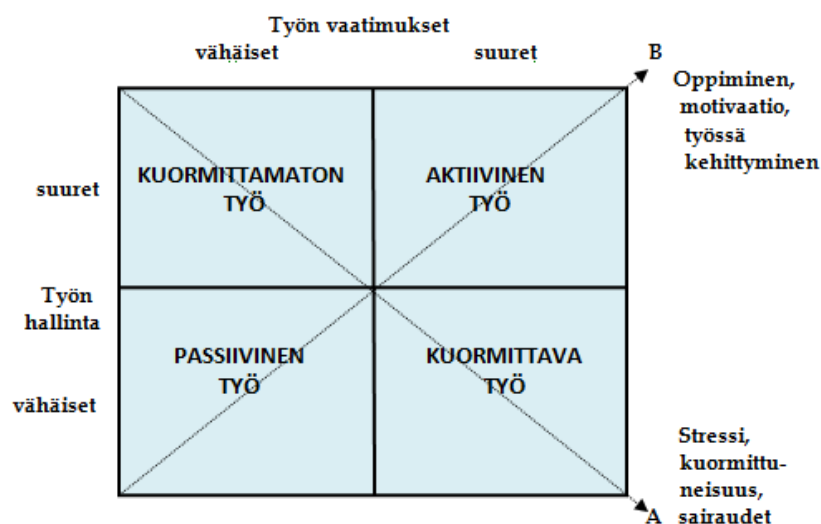 Työn vaatimukset
vähäiset suuret B
Oppiminen,
motivaatio,
työssä
kehittyminen
suuret
KUORMITTAMATON
TYÖ
AKTIIVINEN
TYÖ
Työn
hallinta
PASSIIVINEN
TYÖ
KUORMITTAVA
TYÖ
vähäiset
Stressi,
kuormittu-
neisuus,
A sairaudet